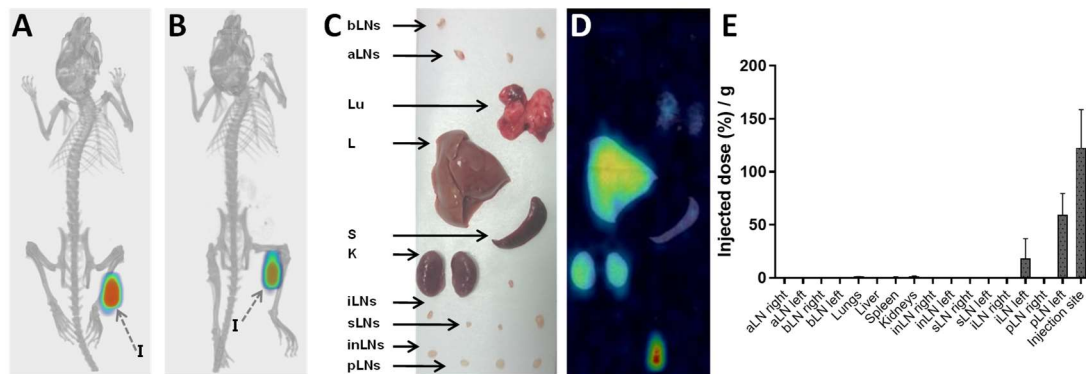 A
B
C
D
E
I
I
bLNs
aLNs
Lu
L
S
K
iLNs
sLNs
inLNs
pLNs
Injected dose (%) / g
200
150
100
50
0
aLN right
aLN left
bLN right
bLN left
Lungs
Liver
Spleen
Kidneys
inLN right
inLN left
sLN right
sLN left
iLN right
iLN left
pLN right
pLN left
Injection site